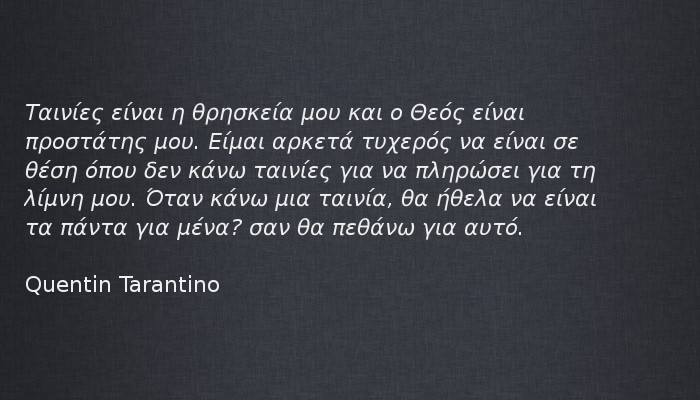 Ταινίες είναι η θρησκεία μου και ο Θεός είναι
προστάτης μου. Είμαι αρκετά τυχερός να είναι σε
θέση όπου δεν κάνω ταινίες για να πληρώσει για τη
λίμνη μου. Όταν κάνω μια ταινία, θα ήθελα να είναι
τα πάντα για μένα? σαν θα πεθάνω για αυτό.
Quentin Tarantino